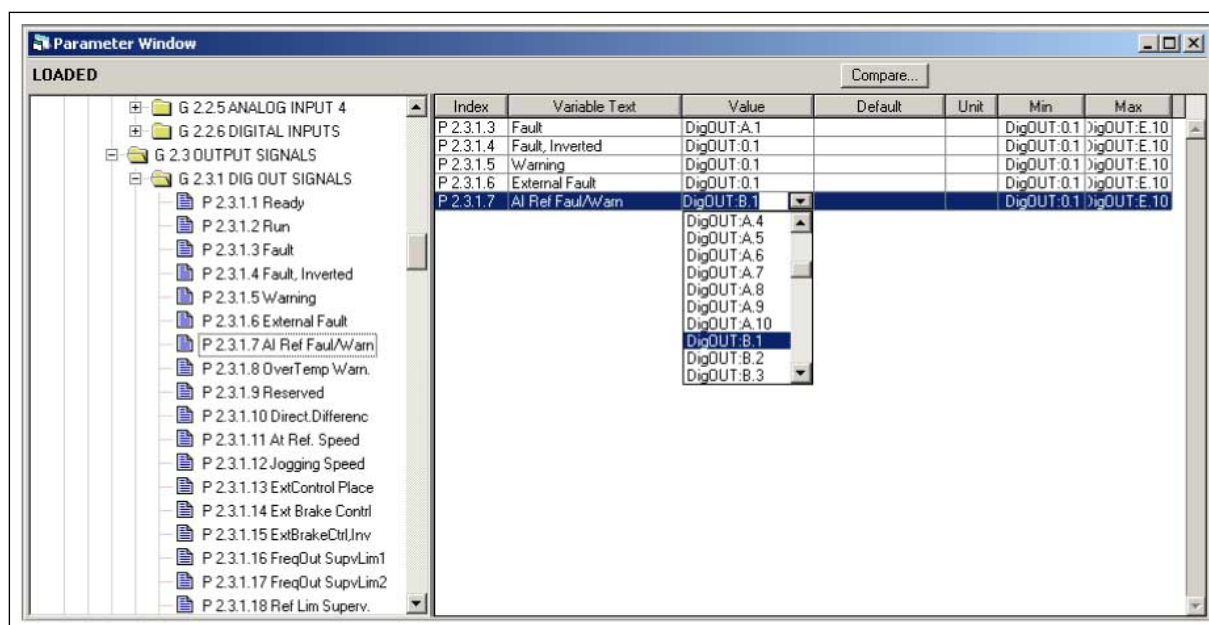 Parameter Window
LOADED
Compare...
G 2.2.5 ANALOG INPUT 4
G 2.2.6 DIGITAL INPUTS
G 2.3 OUTPUT SIGNALS
G 2.3.1 DIG OUT SIGNALS
P 2.3.1.1 Ready
P 2.3.1.2 Run
P 2.3.1.3 Fault
P 2.3.1.4 Fault, Inverted
P 2.3.1.5 Warning
P 2.3.1.6 External Fault
P 2.3.1.7 AI Ref Faul/Warn
P 2.3.1.8 OverTemp Warn.
P 2.3.1.9 Reserved
P 2.3.1.10 Direct.Differenc
P 2.3.1.11 At Ref. Speed
P 2.3.1.12 Jogging Speed
P 2.3.1.13 ExtControl Place
P 2.3.1.14 Ext Brake Contrl
P 2.3.1.15 ExtBrakeCtrl,Inv
P 2.3.1.16 FreqOut SupvLim1
P 2.3.1.17 FreqOut SupvLim2
P 2.3.1.18 Ref Lim Superv.
Index Variable Text Value Default Unit Min Max
P 2.3.1.3 Fault DigOUT:A.1 DigOUT:0.1 DigOUT:E.10
P 2.3.1.4 Fault, Inverted DigOUT:0.1 DigOUT:0.1 DigOUT:E.10
P 2.3.1.5 Warning DigOUT:0.1 DigOUT:0.1 DigOUT:E.10
P 2.3.1.6 External Fault DigOUT:0.1 DigOUT:0.1 DigOUT:E.10
P 2.3.1.7 AI Ref Faul/Warn DigOUT:B.1 DigOUT:0.1 DigOUT:E.10
DigOUT:A.4
DigOUT:A.5
DigOUT:A.6
DigOUT:A.7
DigOUT:A.8
DigOUT:A.9
DigOUT:A.10
DigOUT:B.1
DigOUT:B.2
DigOUT:B.3